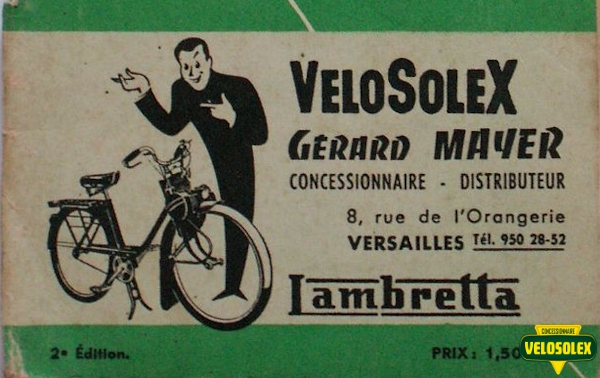 VELOSOLEX
GÉRARD MAYER
CONCESSIONNAIRE - DISTRIBUTEUR
8, rue de l'Orangerie
VERSAILLES Tél. 950 28-52
Lambretta
2e Édition.
PRIX : 1,50
CONCESSIONNAIRE
VELOSOLEX